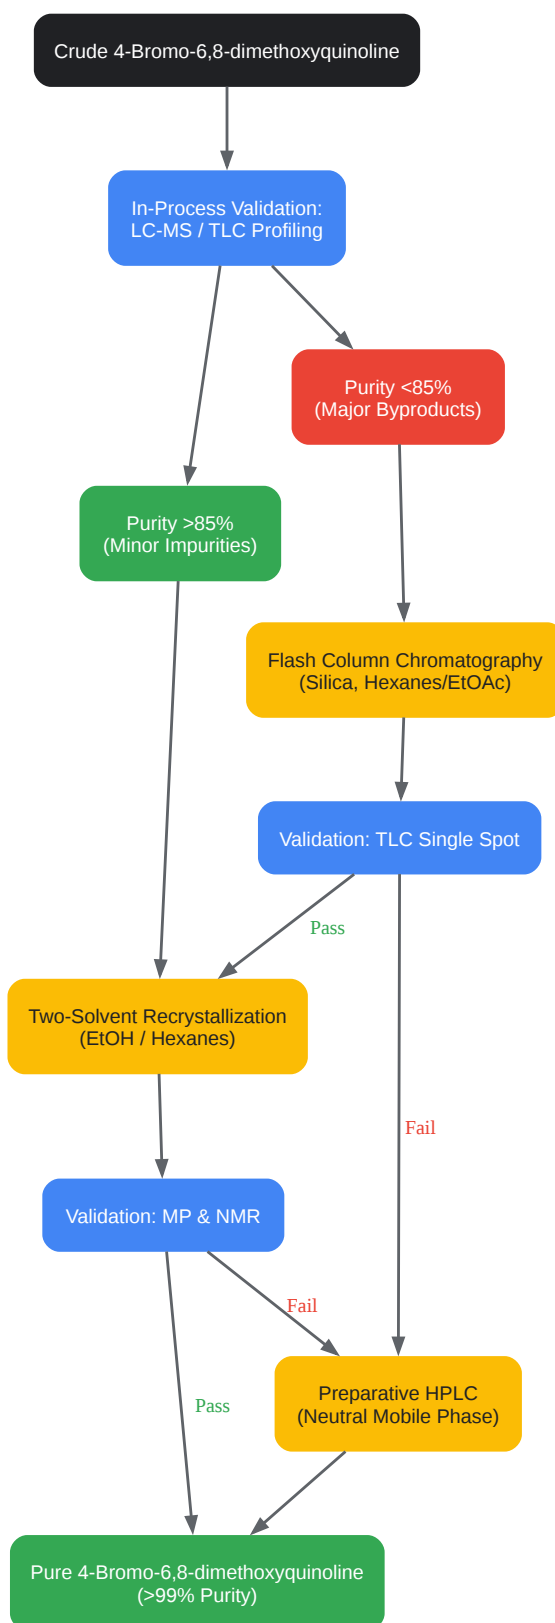 Crude 4-Bromo-6,8-dimethoxyquinoline
In-Process Validation:
LC-MS / TLC Profiling
Purity <85%
(Major Byproducts)
Purity >85%
(Minor Impurities)
Flash Column Chromatography
(Silica, Hexanes/EtOAc)
Validation: TLC Single Spot
Pass
Two-Solvent Recrystallization
(EtOH / Hexanes)
Fail
Validation: MP & NMR
Fail
Pass
Preparative HPLC
(Neutral Mobile Phase)
Pure 4-Bromo-6,8-dimethoxyquinoline
(>99% Purity)